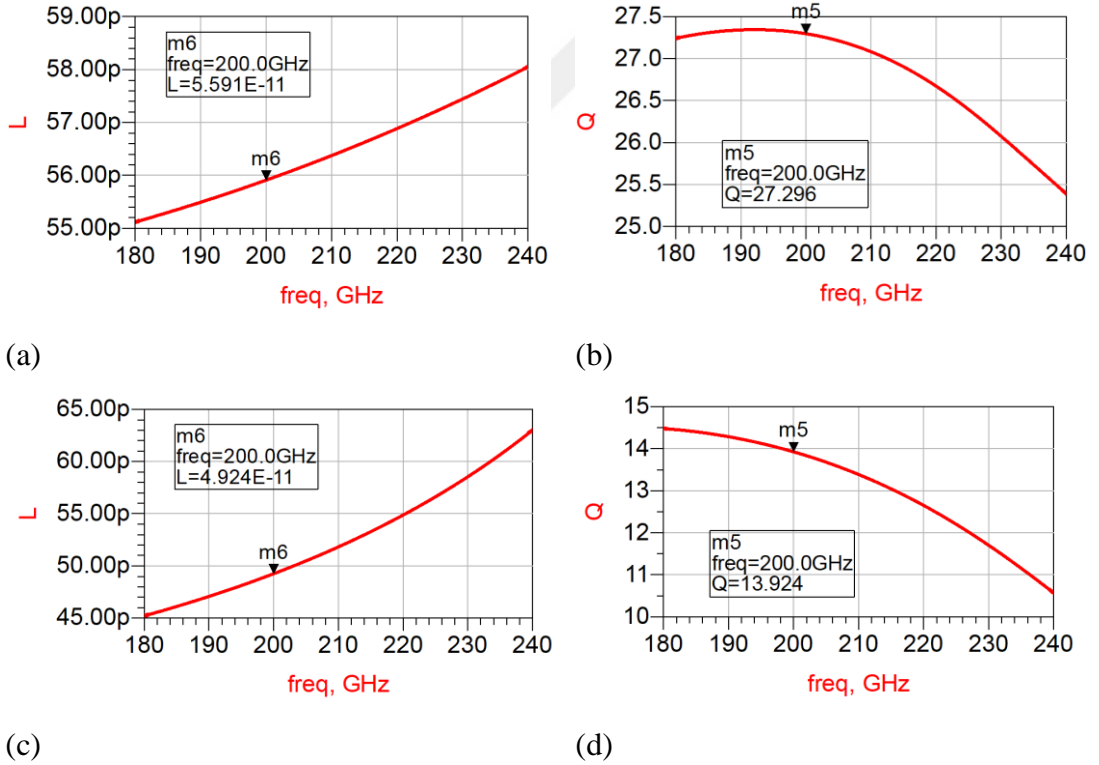 59.00p
58.00p
57.00p
56.00p
55.00p
L
m6
freq=200.0GHz
L=5.591E-11
m6
180 190 200 210 220 230 240
freq, GHz
(a)
27.5
27.0
26.5
26.0
25.5
25.0
Q
m5
m5
freq=200.0GHz
Q=27.296
180 190 200 210 220 230 240
freq, GHz
(b)
65.00p
60.00p
55.00p
50.00p
45.00p
L
m6
freq=200.0GHz
L=4.924E-11
m6
180 190 200 210 220 230 240
freq, GHz
(c)
15
14
13
12
11
10
Q
m5
m5
freq=200.0GHz
Q=13.924
180 190 200 210 220 230 240
freq, GHz
(d)